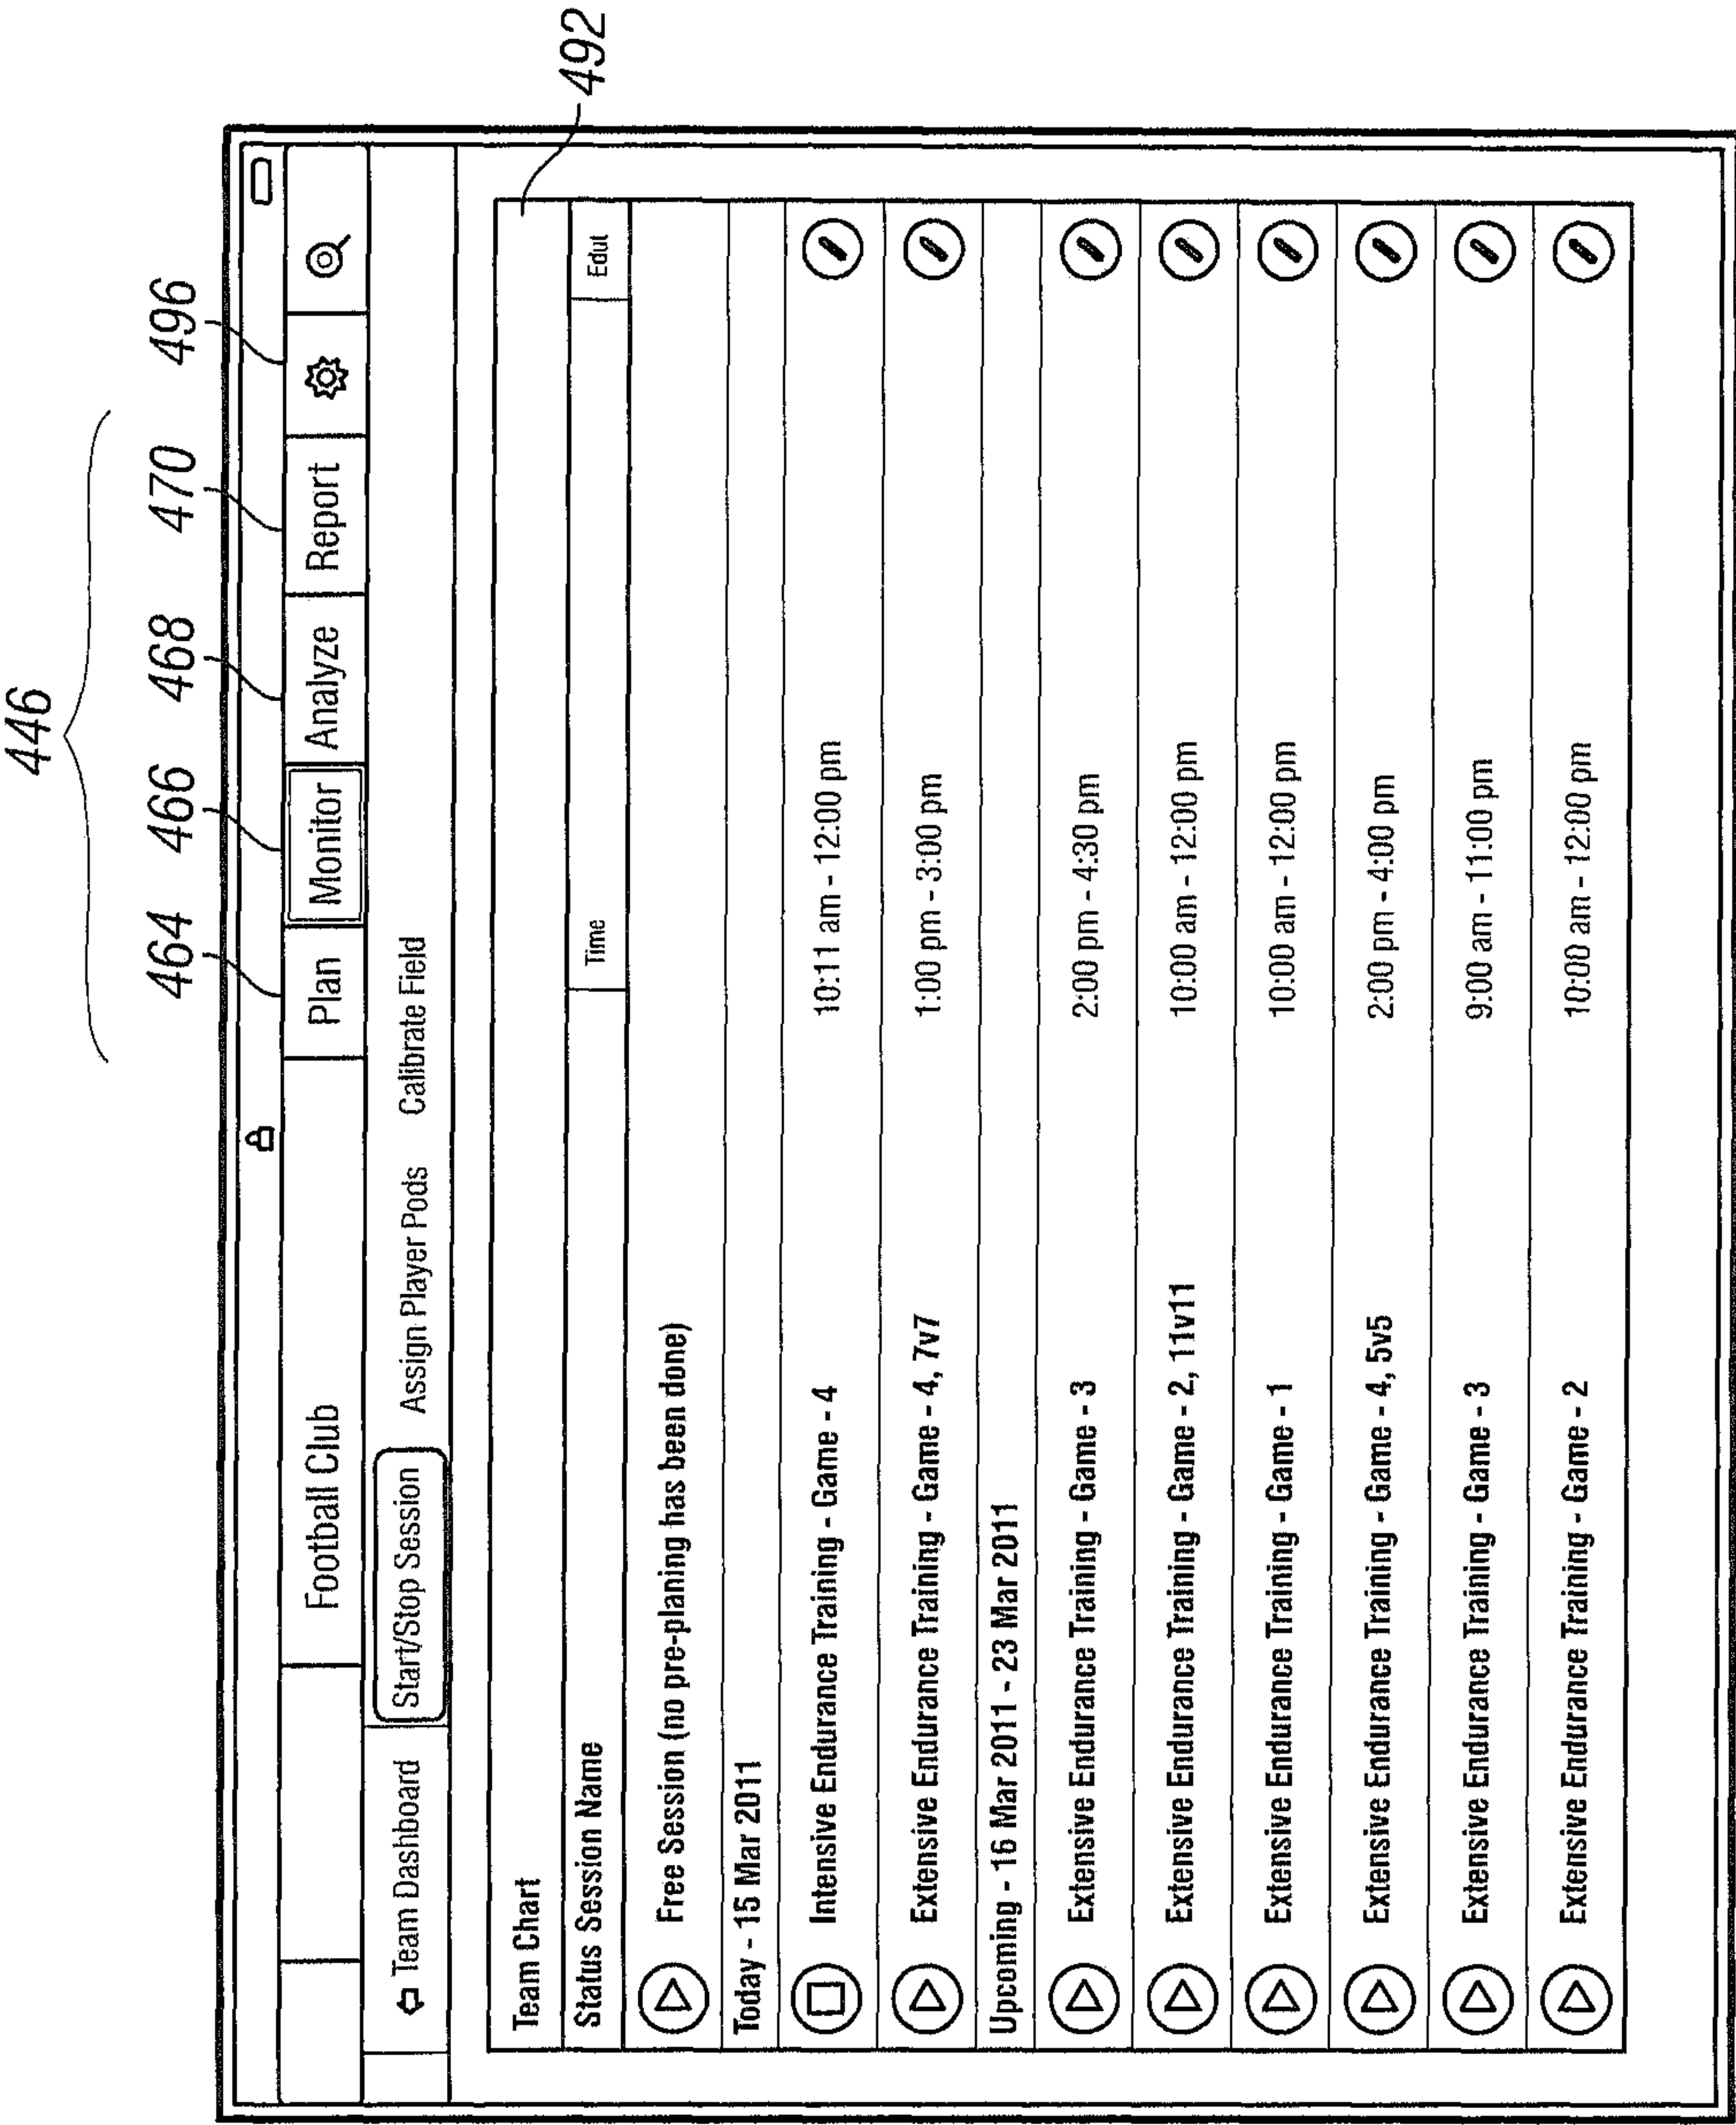 446
464 466 468 470 496
Football Club Plan Monitor Analyze Report
Team Dashboard Start/Stop Session Assign Player Pods Calibrate Field
492
Team Chart
Status Session Name Time Edut
Free Session (no pre-planing has been done)
Today - 15 Mar 2011
Intensive Endurance Training - Game - 4 10:11 am - 12:00 pm
Extensive Endurance Training - Game - 4, 7v7 1:00 pm - 3:00 pm
Upcoming - 16 Mar 2011 - 23 Mar 2011
Extensive Endurance Training - Game - 3 2:00 pm - 4:30 pm
Extensive Endurance Training - Game - 2, 11v11 10:00 am - 12:00 pm
Extensive Endurance Training - Game - 1 10:00 am - 12:00 pm
Extensive Endurance Training - Game - 4, 5v5 2:00 pm - 4:00 pm
Extensive Endurance Training - Game - 3 9:00 am - 11:00 pm
Extensive Endurance Training - Game - 2 10:00 am - 12:00 pm